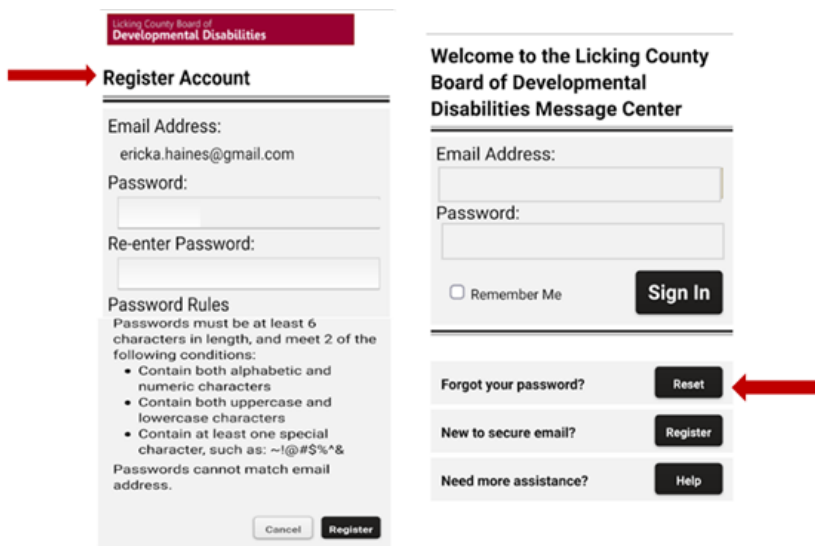 Licking County Board of
Developmental Disabilities
Register Account
Email Address:
ericka.haines@gmail.com
Password:
Re-enter Password:
Password Rules
Passwords must be at least 6
characters in length, and meet 2 of the
following conditions:
• Contain both alphabetic and
numeric characters
• Contain both uppercase and
lowercase characters
• Contain at least one special
character, such as: ~!@#$%^&
Passwords cannot match email
address.
Cancel
Register
Welcome to the Licking County
Board of Developmental
Disabilities Message Center
Email Address:
Password:
Remember Me
Sign In
Forgot your password?
Reset
New to secure email?
Register
Need more assistance?
Help